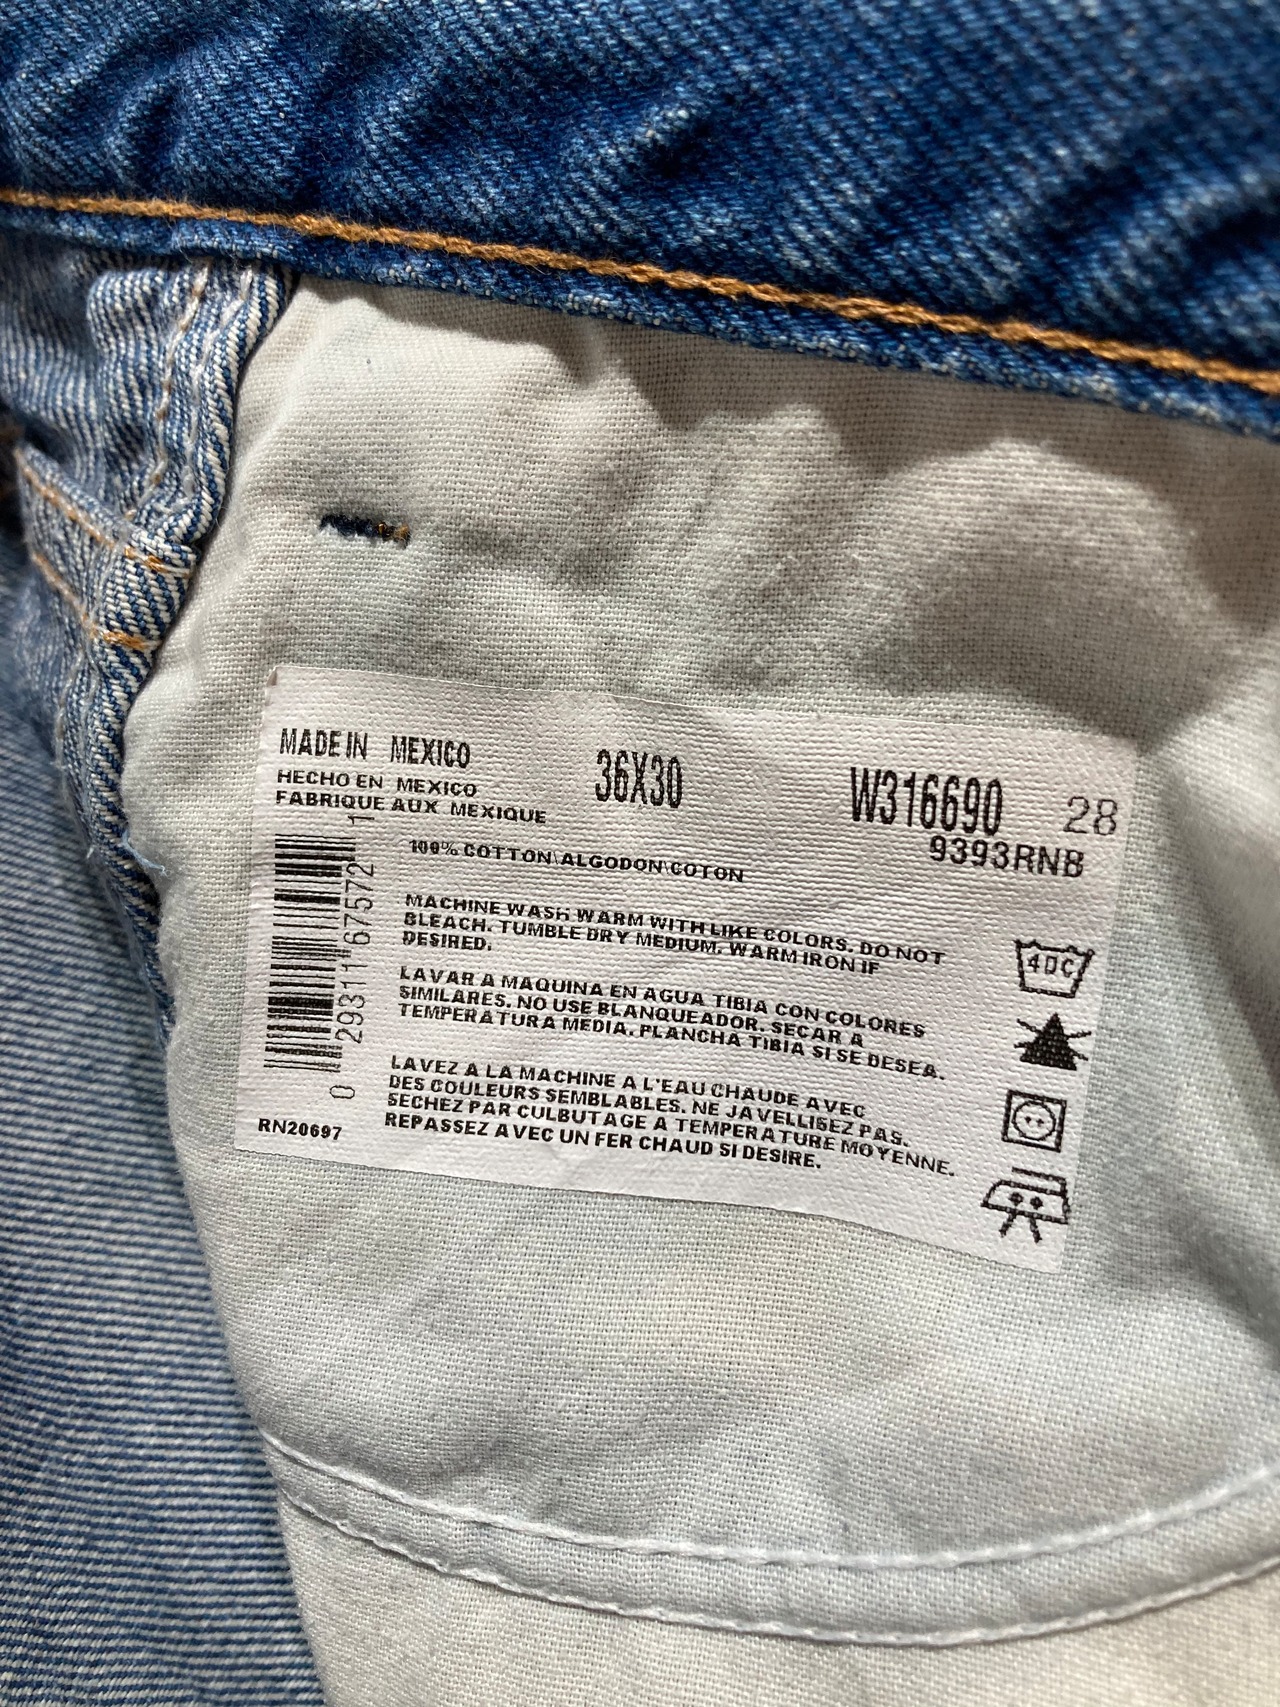 MADE IN MEXICO
HECHO EN MEXICO
FABRIQUE AUX MEXIQUE
36X30
W316690 28
9393RNB
100% COTTON\ALGODON\COTON
MACHINE WASH WARM WITH LIKE COLORS. DO NOT
BLEACH. TUMBLE DRY MEDIUM. WARM IRON IF
DESIRED.
LAVAR A MAQUINA EN AGUA TIBIA CON COLORES
SIMILARES. NO USE BLANQUEADOR. SECAR A
TEMPERATURA MEDIA. PLANCHA TIBIA SI SE DESEA.
LAVEZ A LA MACHINE A L'EAU CHAUDE AVEC
DES COULEURS SEMBLABLES. NE JAVELLISEZ PAS.
SECHEZ PAR CULBUTAGE A TEMPERATURE MOYENNE.
REPASSEZ AVEC UN FER CHAUD SI DESIRE.
0 29311 67572 1
RN20697
40C